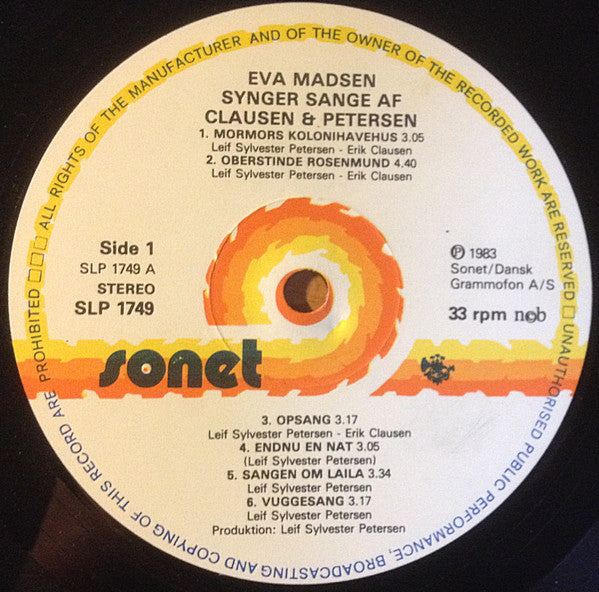 ALL RIGHTS OF THE MANUFACTURER AND OF THE OWNER OF THE RECORDED WORK ARE RESERVED
UNAUTHORISED PUBLIC PERFORMANCE, BROADCASTING AND COPYING OF THIS RECORD ARE PROHIBITED
EVA MADSEN
SYNGER SANGE AF
CLAUSEN & PETERSEN
1. MORMORS KOLONIHAVEHUS 3.05
Leif Sylvester Petersen - Erik Clausen
2. OBERSTINDE ROSENMUND 4.40
Leif Sylvester Petersen - Erik Clausen
Side 1
SLP 1749 A
STEREO
SLP 1749
℗ 1983
Sonet/Dansk
Grammofon A/S
33 rpm ncb
sonet
3. OPSANG 3.17
Leif Sylvester Petersen - Erik Clausen
4. ENDNU EN NAT 3.05
(Leif Sylvester Petersen)
5. SANGEN OM LAILA 3.34
Leif Sylvester Petersen
6. VUGGESANG 3.17
Leif Sylvester Petersen
Produktion: Leif Sylvester Petersen